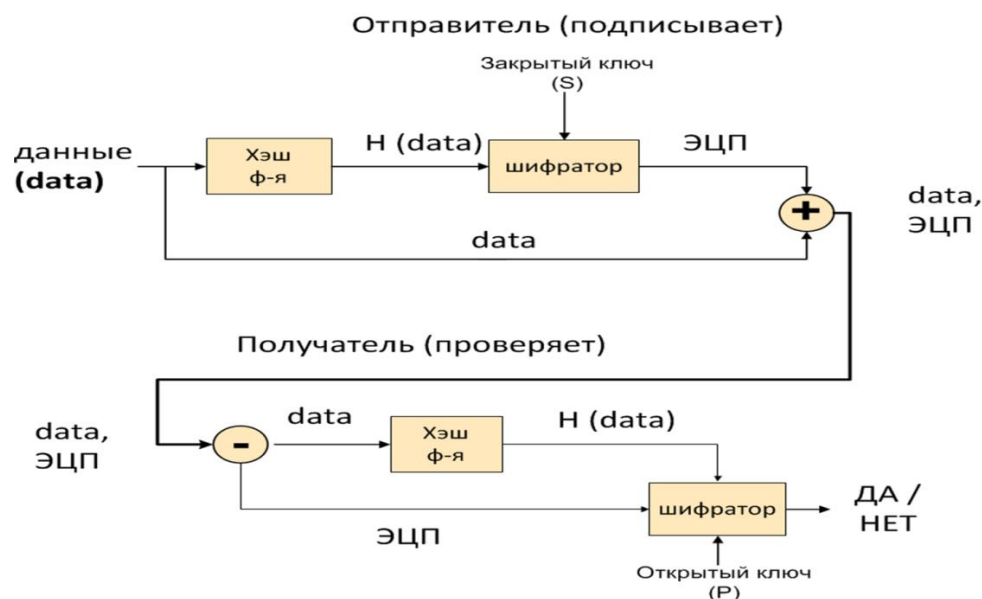 Отправитель (подписывает)
Закрытый ключ
(S)
данные
(data)
Хэш
ф-я
H (data)
шифратор
ЭЦП
+
data,
ЭЦП
data
Получатель (проверяет)
data,
ЭЦП
-
data
Хэш
ф-я
H (data)
шифратор
ДА /
НЕТ
ЭЦП
Открытый ключ
(P)